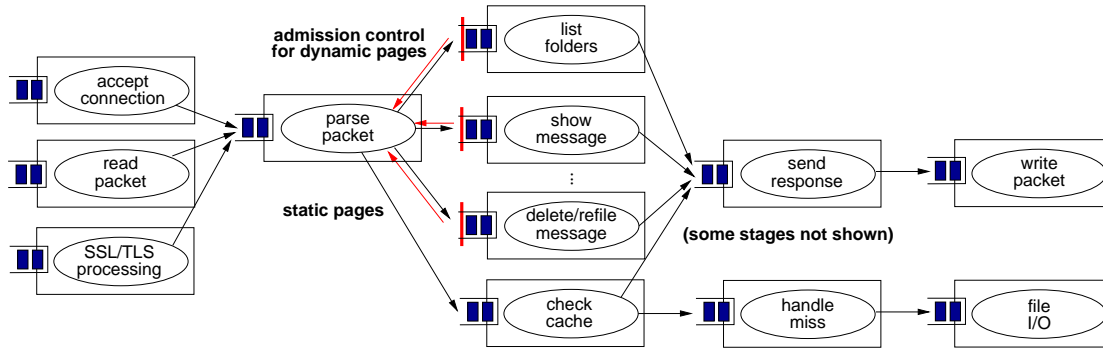 admission control
for dynamic pages
list
folders
accept
connection
parse
packet
show
message
read
packet
...
send
response
write
packet
static pages
delete/refile
message
(some stages not shown)
SSL/TLS
processing
check
cache
handle
miss
file
I/O